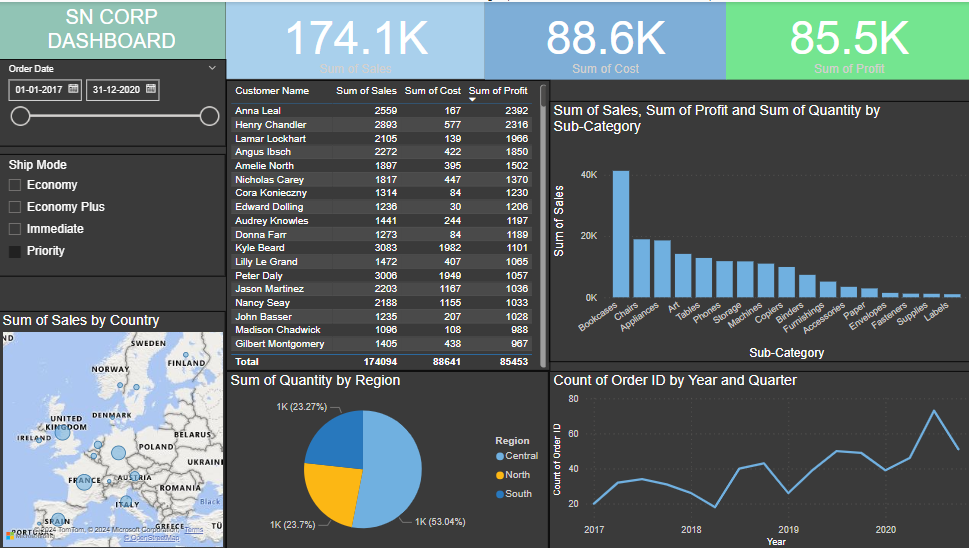 SN CORP
DASHBOARD
174.1K
Sum of Sales
88.6K
Sum of Cost
85.5K
Sum of Profit
Order Date
01-01-2017
31-12-2020
Ship Mode
Economy
Economy Plus
Immediate
Priority
Customer Name Sum of Sales Sum of Cost Sum of Profit
Anna Leal 2559 167 2392
Henry Chandler 2893 577 2316
Lamar Lockhart 2105 139 1966
Angus Ibsch 2272 422 1850
Amelie North 1897 395 1502
Nicholas Carey 1817 447 1370
Cora Konieczny 1314 84 1230
Edward Dolling 1236 30 1206
Audrey Knowles 1441 244 1197
Donna Farr 1273 84 1189
Kyle Beard 3083 1982 1101
Lilly Le Grand 1472 407 1065
Peter Daly 3006 1949 1057
Jason Martinez 2203 1167 1036
Nancy Seay 2188 1155 1033
John Basser 1235 207 1028
Madison Chadwick 1096 108 988
Gilbert Montgomery 1405 438 967
Total 174094 88641 85453
Sum of Sales, Sum of Profit and Sum of Quantity by
Sub-Category
Sum of Sales
40K
20K
0K
Bookcases
Chairs
Appliances
Art
Tables
Phones
Storage
Machines
Copiers
Binders
Furnishings
Accessories
Paper
Envelopes
Fasteners
Supplies
Labels
Sub-Category
Sum of Sales by Country
ND
SWEDEN
FINLAND
NORWAY
UNITED
KINGDOM
DENMARK
IRELAND
BELARUS
POLAND
UKRAIN
FRANCE
AUSTRIA
ROMANIA
ITALY
Black
SPAIN
GREECE
TÜ
PORTUGAL
© 2024 TomTom, © 2024 Microsoft Corporation, Terms
© OpenStreetMap
Sum of Quantity by Region
1K (23.27%)
1K (23.7%)
1K (53.04%)
Region
Central
North
South
Count of Order ID by Year and Quarter
Count of Order ID
80
60
40
20
2017
2018
2019
2020
Year